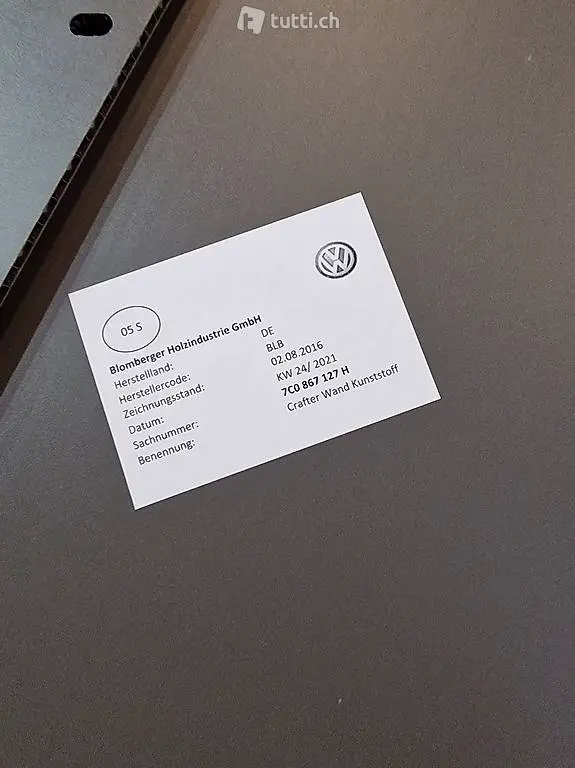 tutti.ch
05 S
Blomberger Holzindustrie GmbH
Herstellland: DE
Herstellercode: BLB
Zeichnungsstand: 02.08.2016
Datum: KW 24/ 2021
Sachnummer: 7C0 867 127 H
Benennung: Crafter Wand Kunststoff